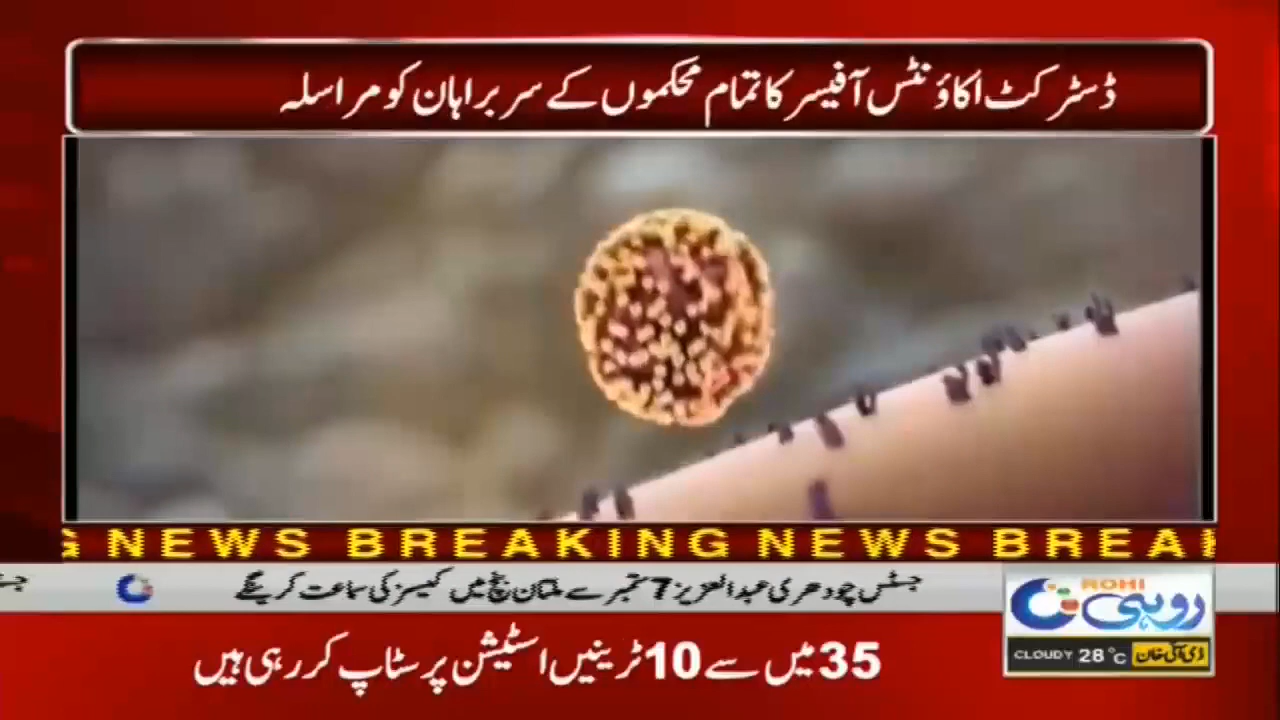 ڈسٹرکٹ اکاؤنٹس آفیسر کا تمام محکموں کے سربراہان کو مراسلہ
NEWS BREAKING NEWS BREA
جسٹس چودھری عبدالعزیز 7 ستمبر سے ملتان بنچ میں کیسز کی سماعت کرینگے
ROHI
روہی
CLOUDY 28°C ڈی آئی خان
35 میں سے 10 ٹرینیں اسٹیشن پر سٹاپ کر رہی ہیں